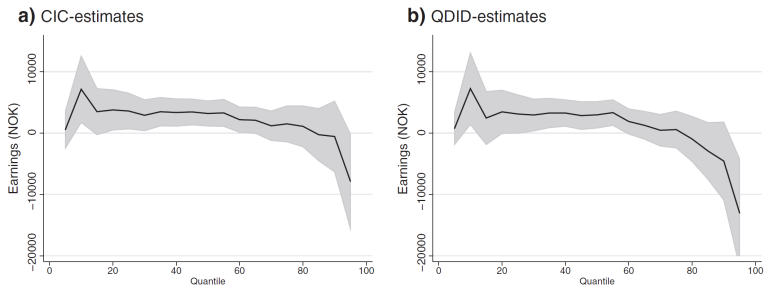 a) CIC-estimates
Earnings (NOK)
10000
0
−10000
−20000
0 20 40 60 80 100
Quantile
b) QDID-estimates
Earnings (NOK)
10000
0
−10000
−20000
0 20 40 60 80 100
Quantile